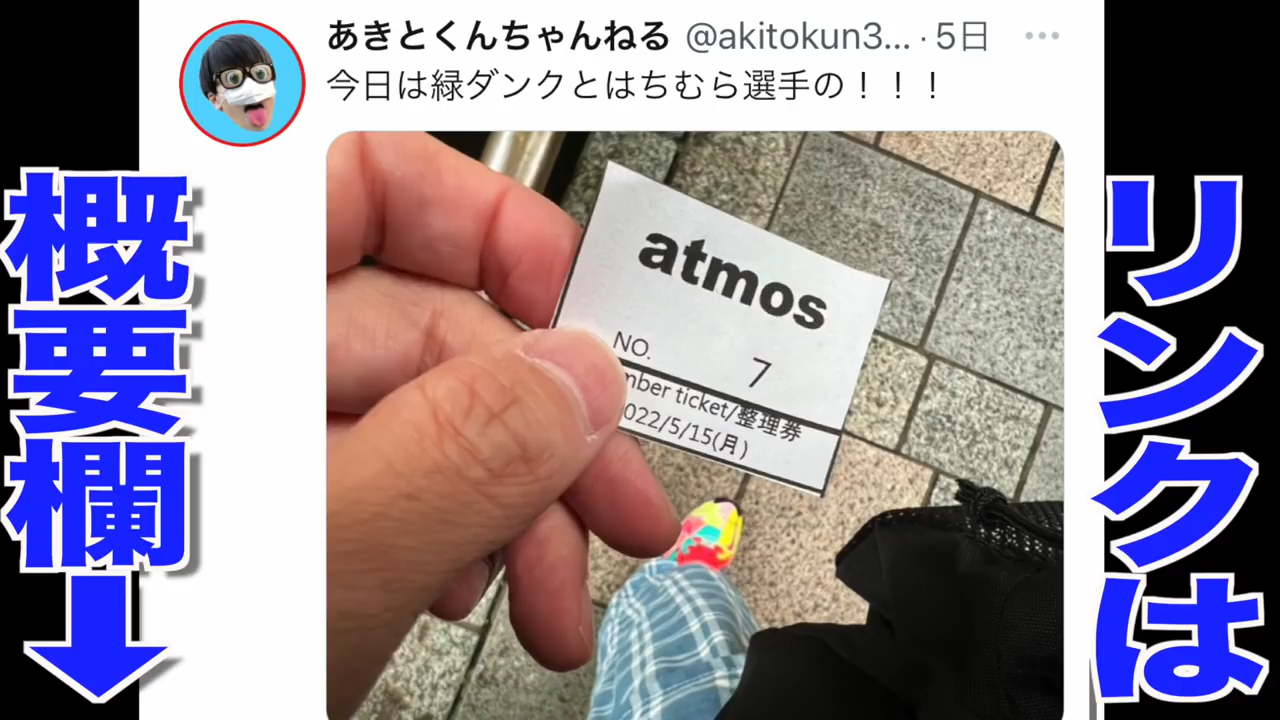 あきとくんちゃんねる @akitokun3... · 5日
今日は緑ダンクとはちむら選手の！！！
atmos
NO. 7
mber ticket/整理券
022/5/15(月)
リンクは
概要欄